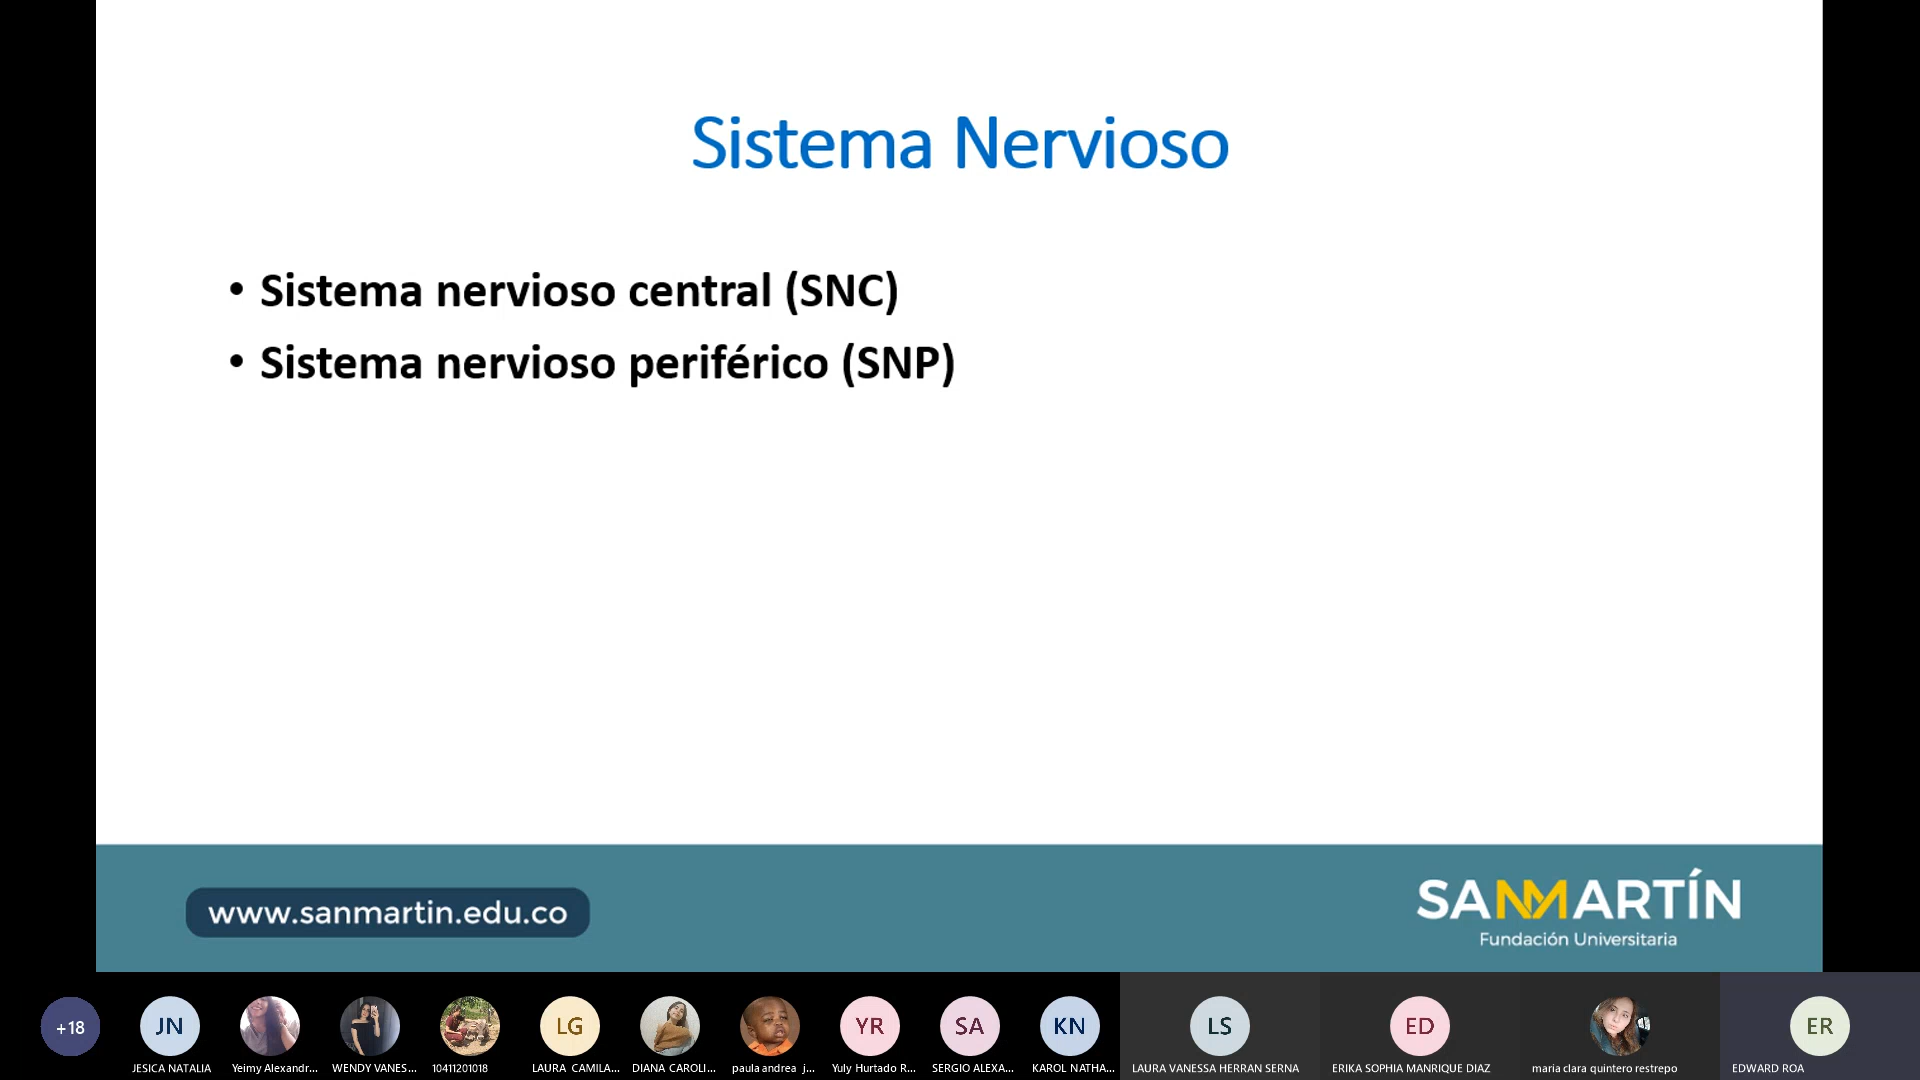 Sistema Nervioso
• Sistema nervioso central (SNC)
• Sistema nervioso periférico (SNP)
www.sanmartin.edu.co
SANMARTÍN
Fundación Universitaria
+18
JN
LG
YR
SA
KN
LS
ED
ER
JESICA NATALIA
Yeimy Alexandr...
WENDY VANES...
10411201018
LAURA CAMILA...
DIANA CAROLI...
paula andrea j...
Yuly Hurtado R...
SERGIO ALEXA...
KAROL NATHA...
LAURA VANESSA HERRAN SERNA
ERIKA SOPHIA MANRIQUE DIAZ
maria clara quintero restrepo
EDWARD ROA